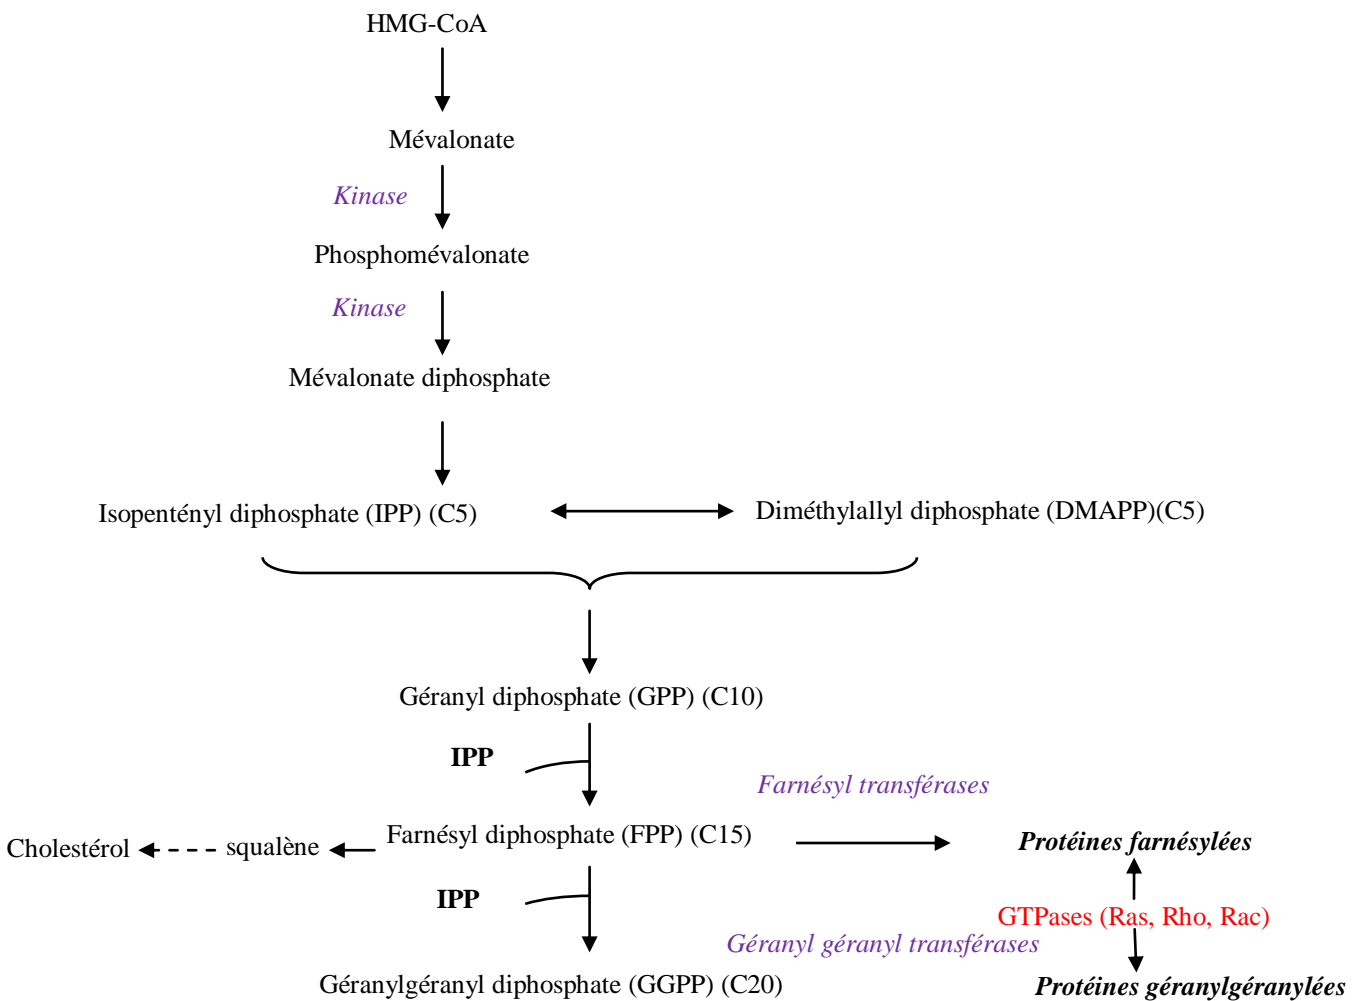 HMG-CoA
Mévalonate
Kinase
Phosphomévalonate
Kinase
Mévalonate diphosphate
Isopentényl diphosphate (IPP) (C5)
Diméthylallyl diphosphate (DMAPP)(C5)
Géranyl diphosphate (GPP) (C10)
IPP
Farnésyl transférases
Cholestérol
squalène
Farnésyl diphosphate (FPP) (C15)
Protéines farnésylées
IPP
GTPases (Ras, Rho, Rac)
Géranyl géranyl transférases
Géranylgéranyl diphosphate (GGPP) (C20)
Protéines géranylgéranylées